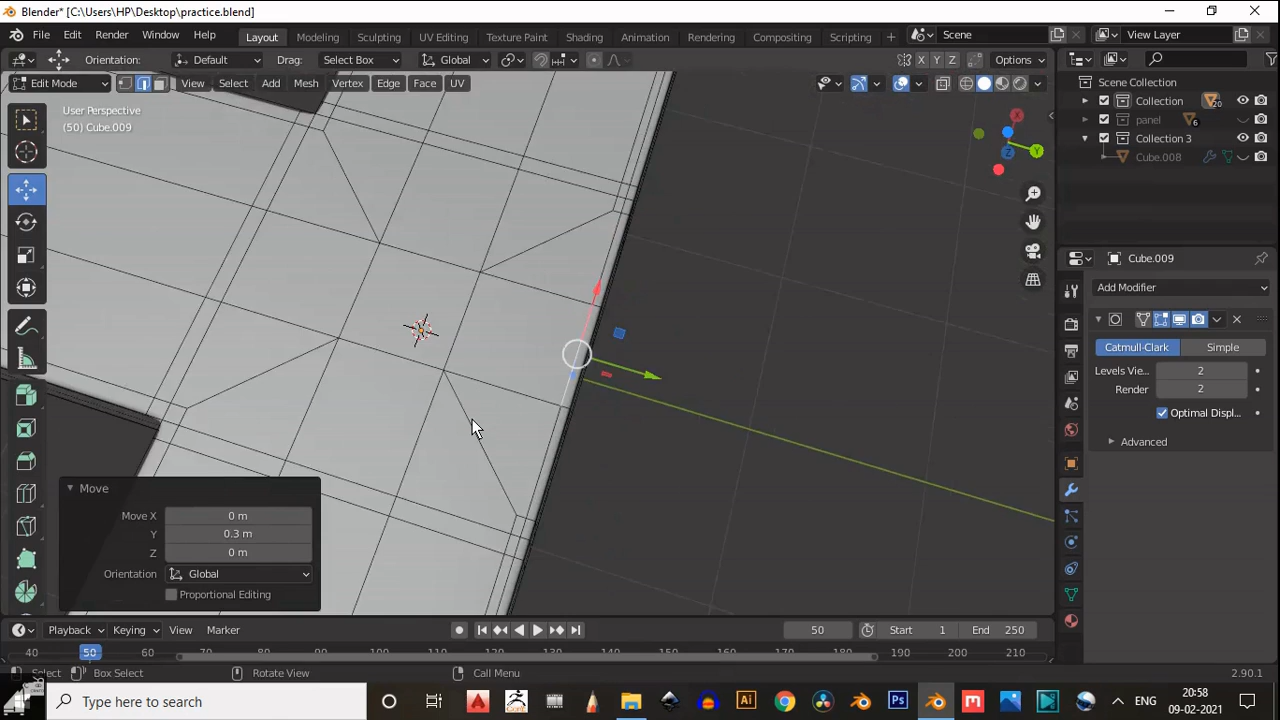 Blender* [C:\Users\HP\Desktop\practice.blend]
File Edit Render Window Help Layout Modeling Sculpting UV Editing Texture Paint Shading Animation Rendering Compositing Scripting + Scene View Layer
Orientation: Default Drag: Select Box Global X Y Z Options
Edit Mode View Select Add Mesh Vertex Edge Face UV
User Perspective
(50) Cube.009
X
Y
Z
Scene Collection
Collection 20
panel 6
Collection 3
Cube.008
Cube.009
Add Modifier
Catmull-Clark Simple
Levels Vie... 2
Render 2
Optimal Displ...
Advanced
Move
Move X 0 m
Y 0.3 m
Z 0 m
Orientation Global
Proportional Editing
Playback Keying View Marker 50 Start 1 End 250
40 50 60 70 80 90 100 110 120 130 140 150 160 170 180 190 200 210
Select Box Select Rotate View Call Menu 2.90.1
Type here to search
Ai Ps
ENG
20:58
09-02-2021